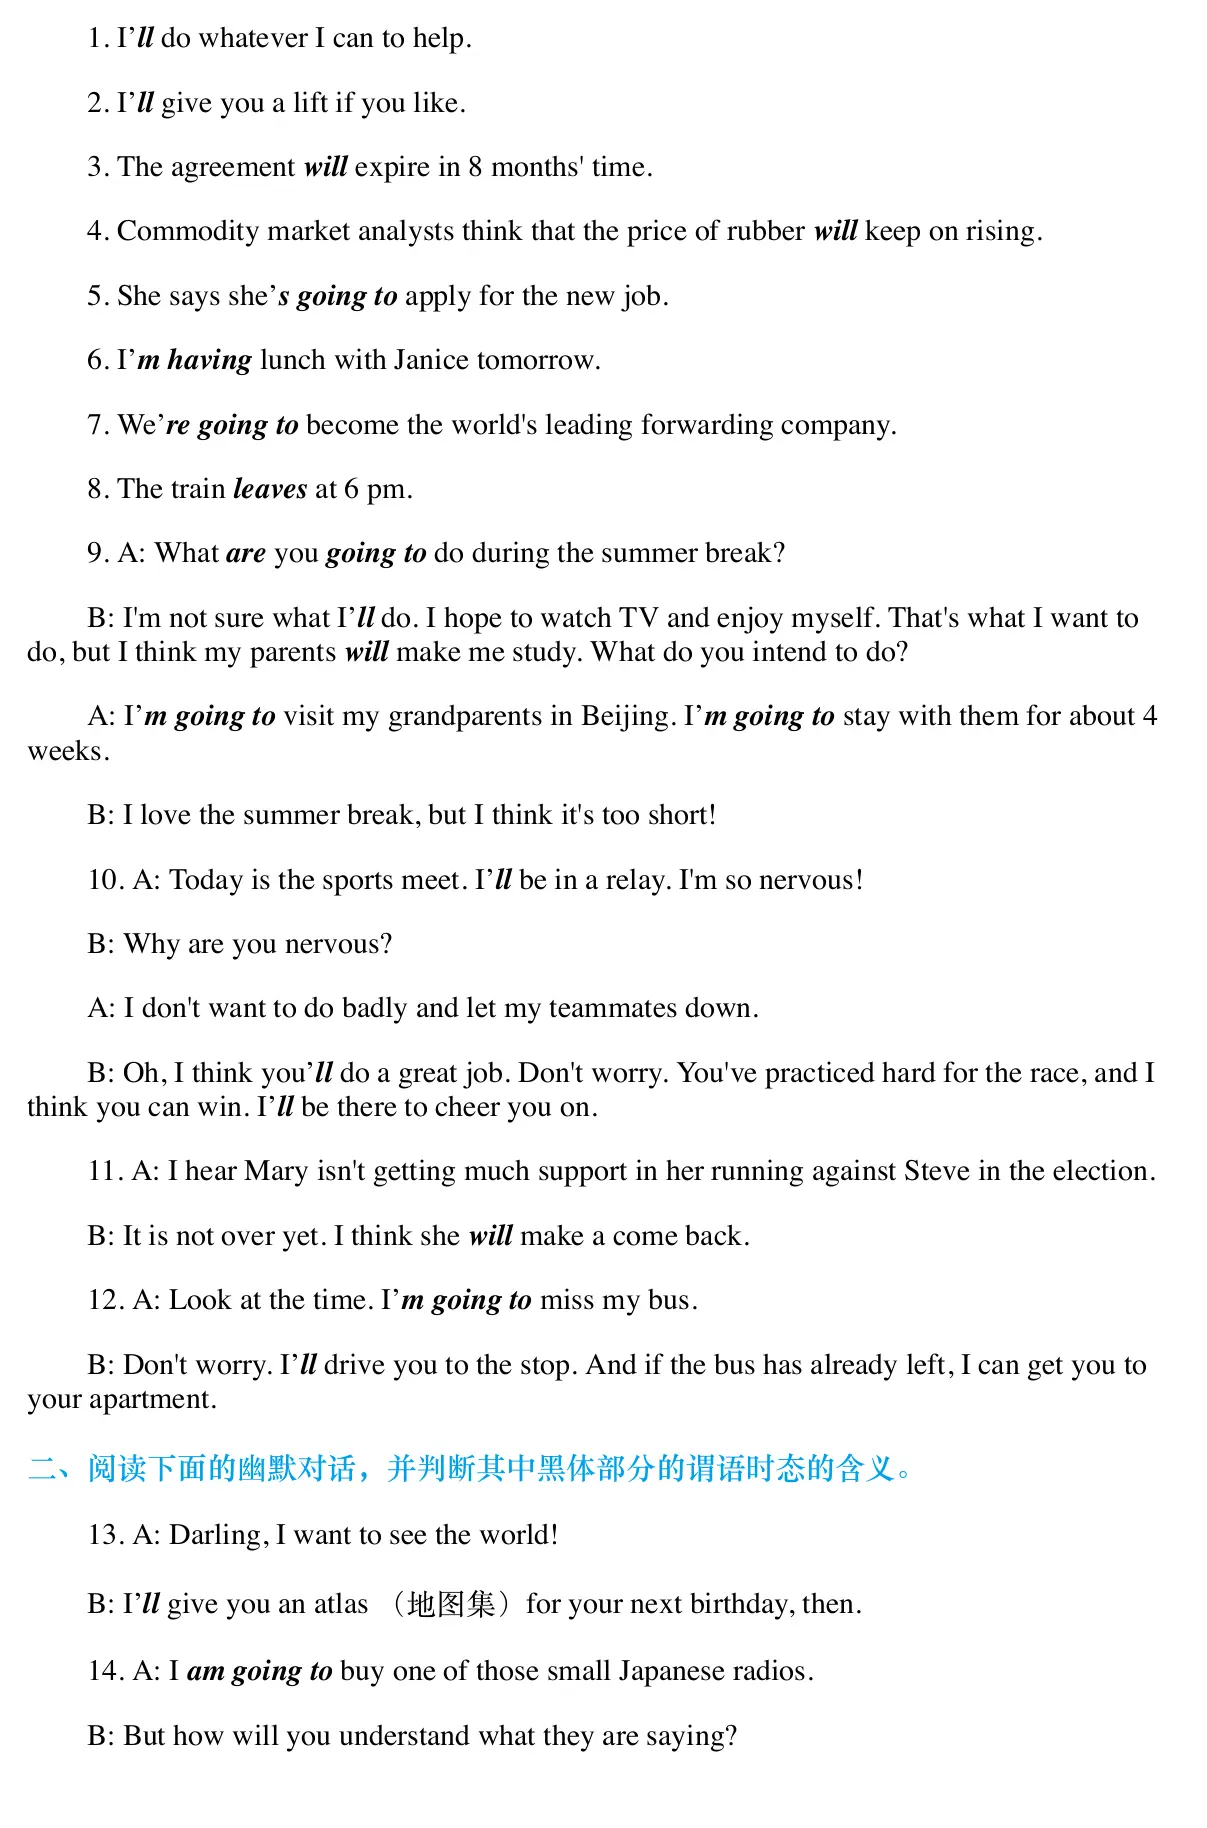 1. I’ll do whatever I can to help.
2. I’ll give you a lift if you like.
3. The agreement will expire in 8 months' time.
4. Commodity market analysts think that the price of rubber will keep on rising.
5. She says she’s going to apply for the new job.
6. I’m having lunch with Janice tomorrow.
7. We’re going to become the world's leading forwarding company.
8. The train leaves at 6 pm.
9. A: What are you going to do during the summer break?
B: I'm not sure what I’ll do. I hope to watch TV and enjoy myself. That's what I want to
do, but I think my parents will make me study. What do you intend to do?
A: I’m going to visit my grandparents in Beijing. I’m going to stay with them for about 4
weeks.
B: I love the summer break, but I think it's too short!
10. A: Today is the sports meet. I’ll be in a relay. I'm so nervous!
B: Why are you nervous?
A: I don't want to do badly and let my teammates down.
B: Oh, I think you’ll do a great job. Don't worry. You've practiced hard for the race, and I
think you can win. I’ll be there to cheer you on.
11. A: I hear Mary isn't getting much support in her running against Steve in the election.
B: It is not over yet. I think she will make a come back.
12. A: Look at the time. I’m going to miss my bus.
B: Don't worry. I’ll drive you to the stop. And if the bus has already left, I can get you to
your apartment.
二、阅读下面的幽默对话，并判断其中黑体部分的谓语时态的含义。
13. A: Darling, I want to see the world!
B: I’ll give you an atlas （地图集）for your next birthday, then.
14. A: I am going to buy one of those small Japanese radios.
B: But how will you understand what they are saying?